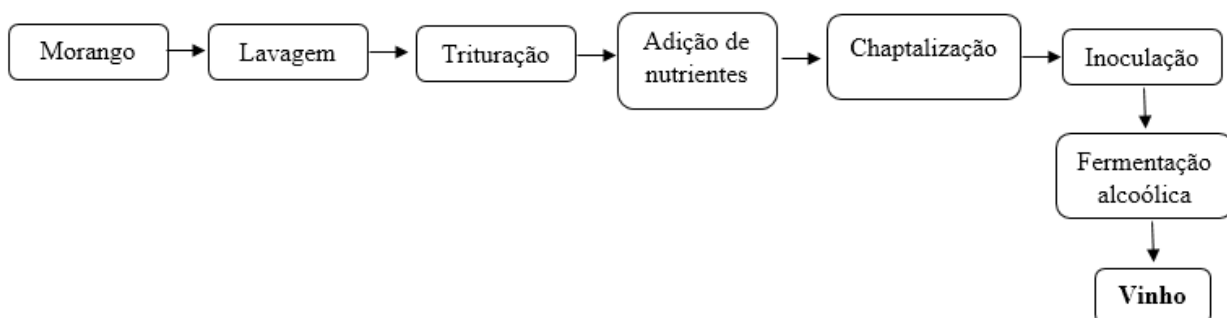 Morango
Lavagem
Trituração
Adição de
nutrientes
Chaptalização
Inoculação
Fermentação
alcoólica
Vinho